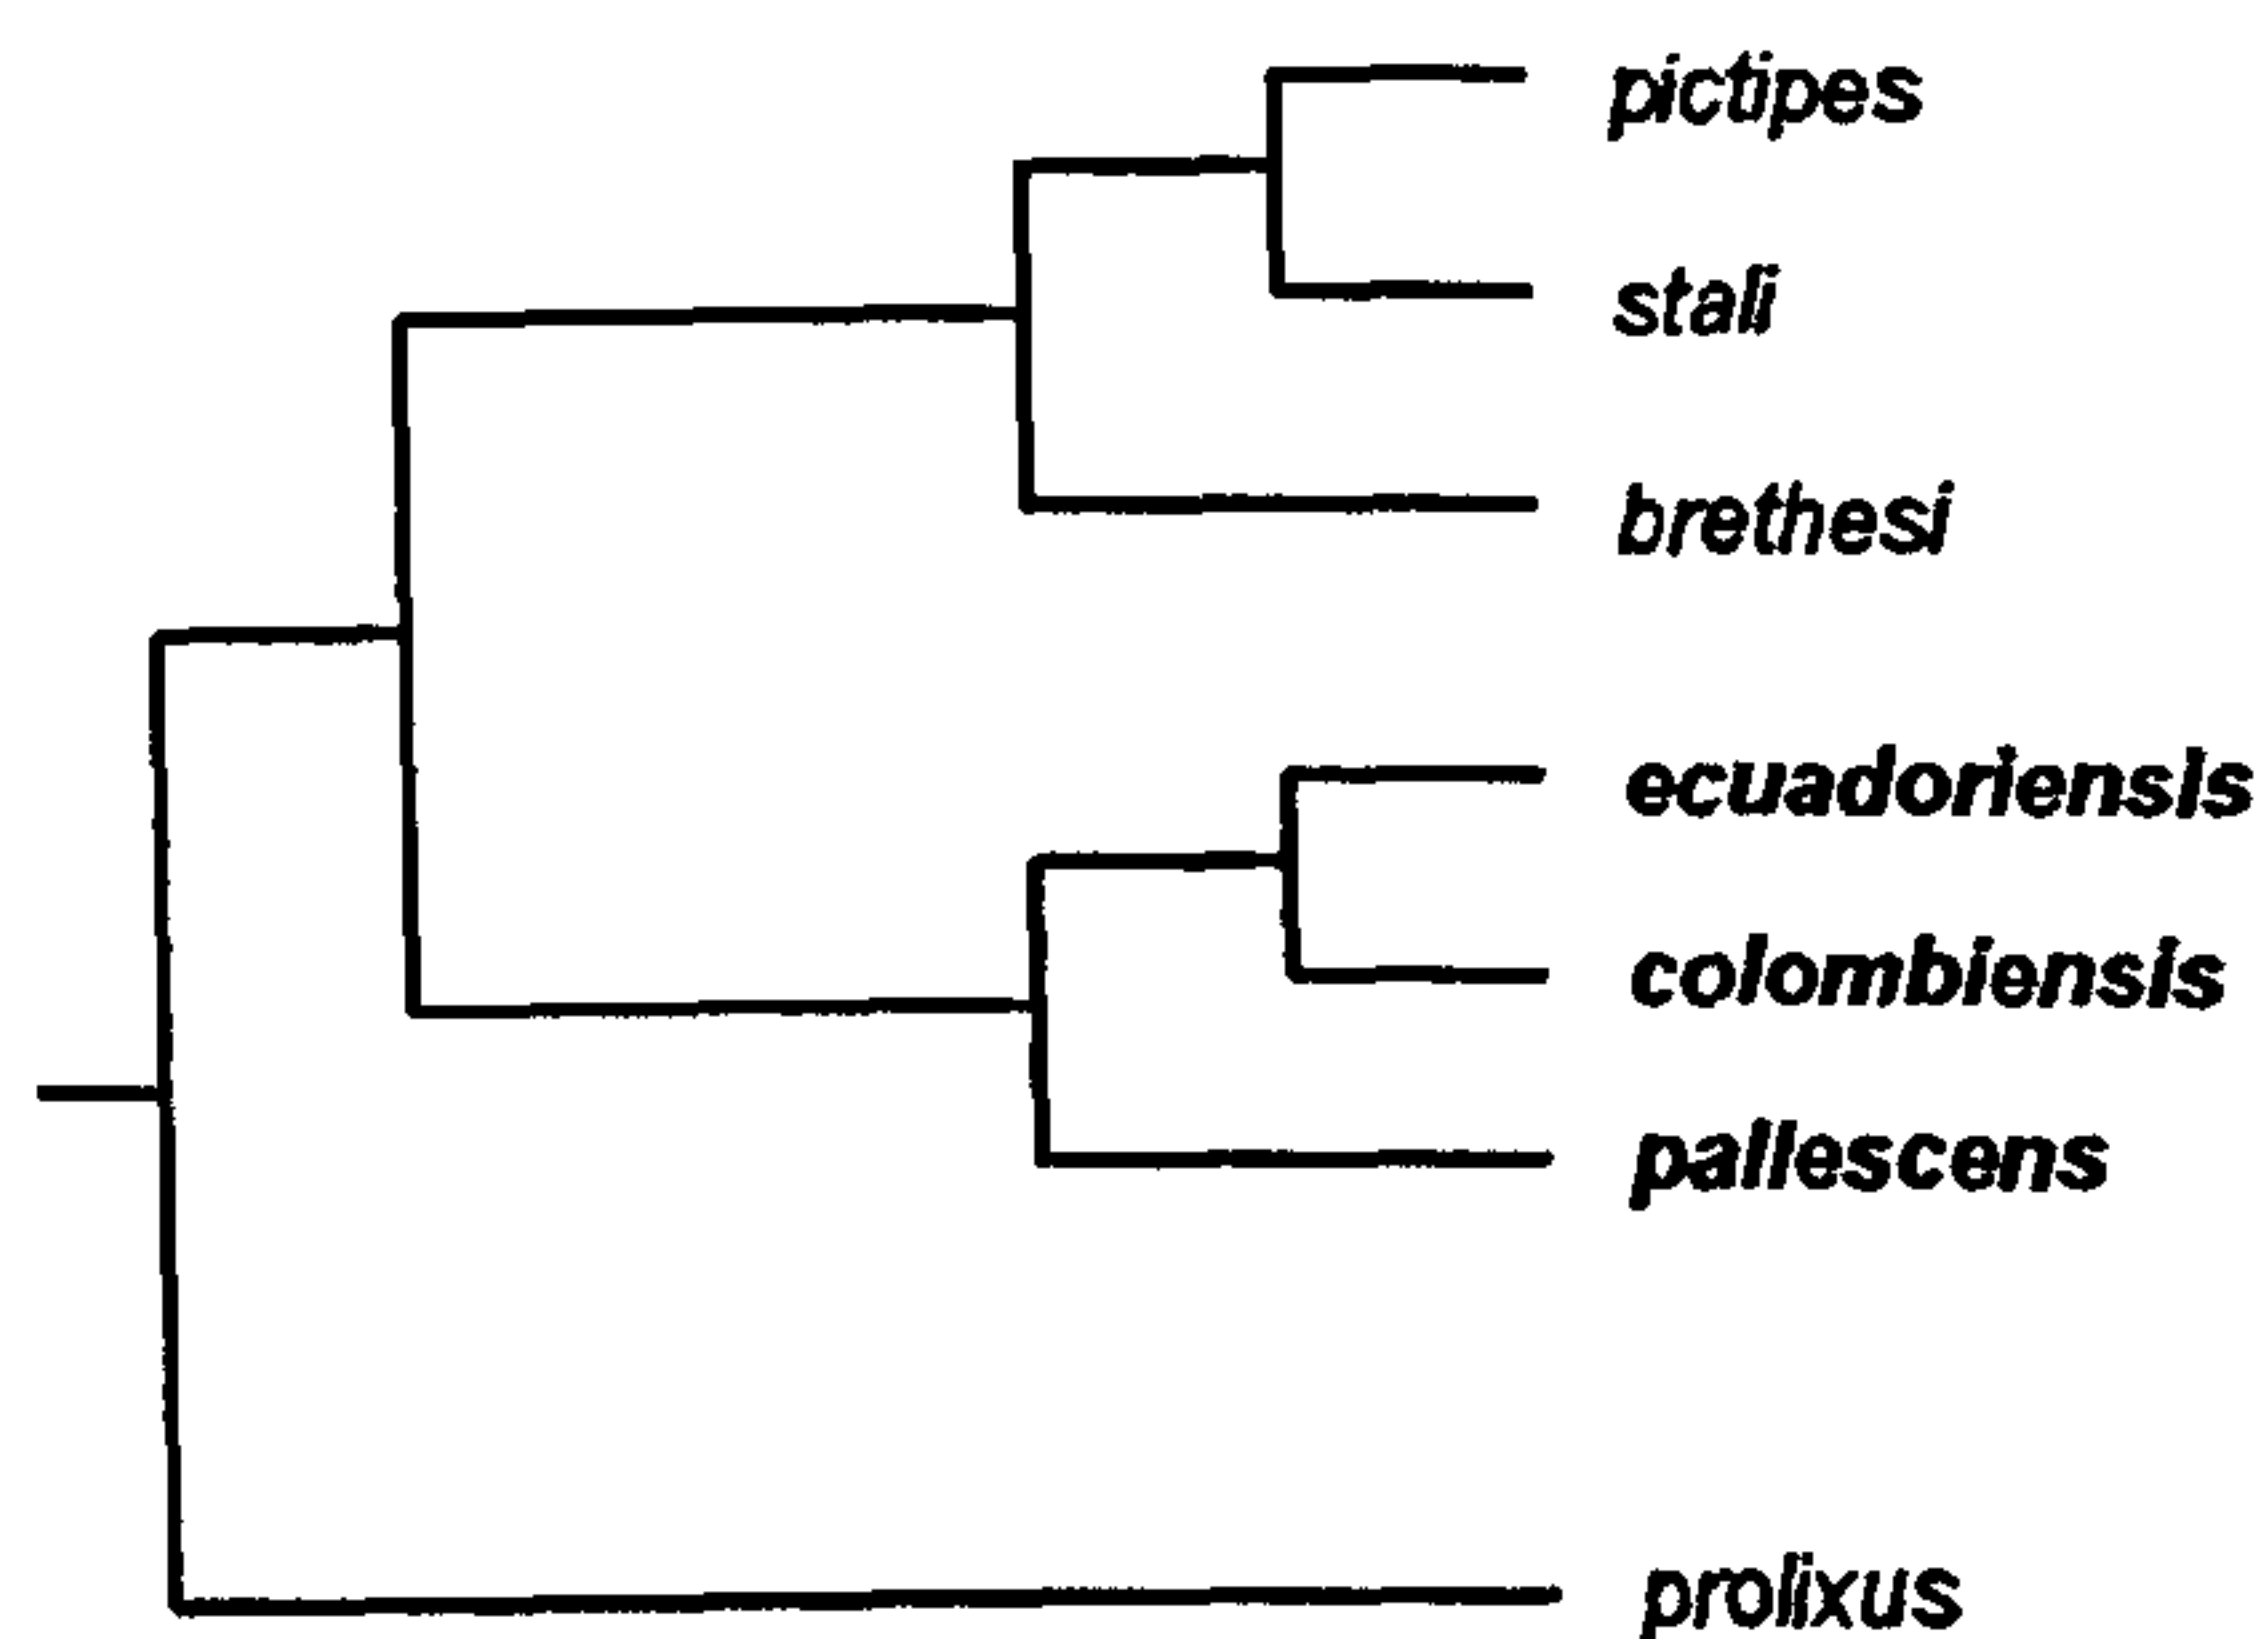 pictipes
stali
brethesi
ecuadoriensis
colombiensis
pallescens
prolixus